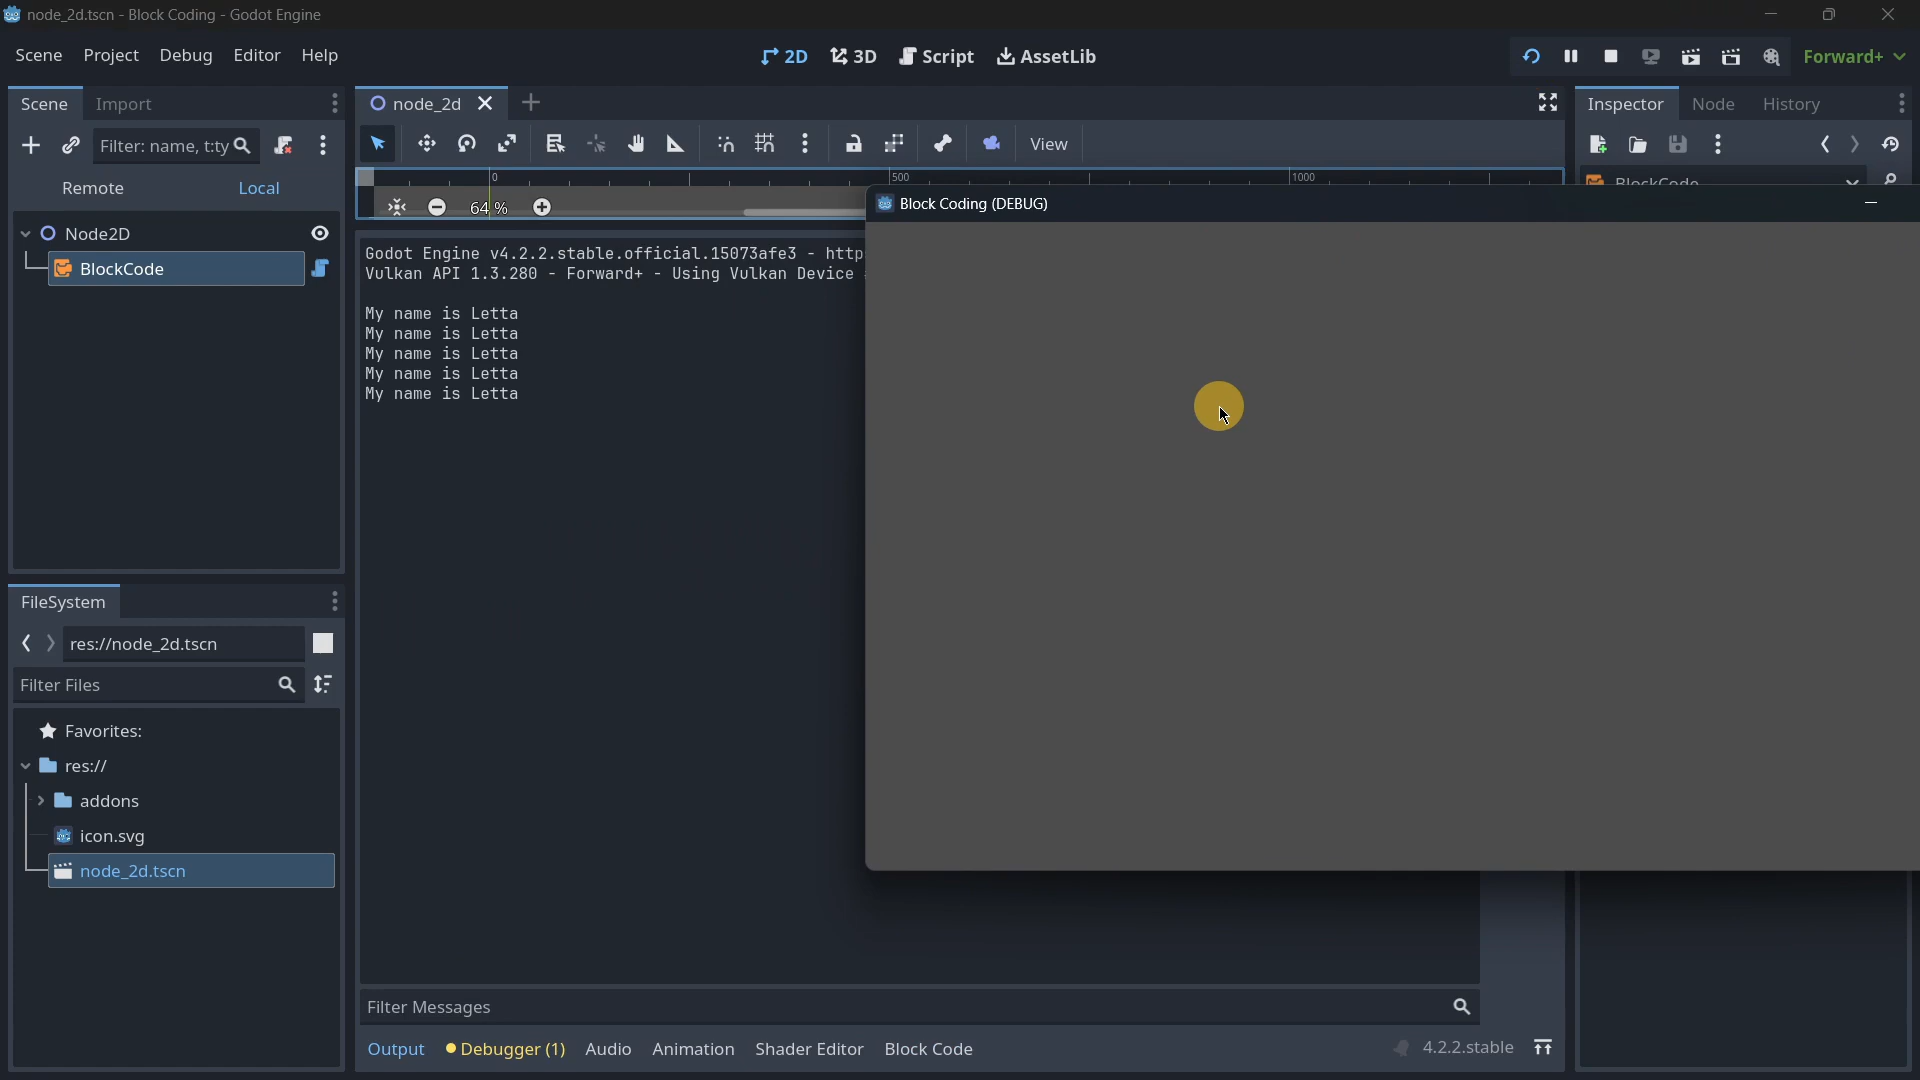 node_2d.tscn - Block Coding - Godot Engine
Scene Project Debug Editor Help
2D 3D Script AssetLib
Forward+
Scene Import
node_2d
Inspector Node History
Filter: name, t:ty
View
Remote Local
0 500 1000
BlockCode
64 %
Block Coding (DEBUG)
Node2D
BlockCode
Godot Engine v4.2.2.stable.official.15073afe3 - http
Vulkan API 1.3.280 - Forward+ - Using Vulkan Device
My name is Letta
My name is Letta
My name is Letta
My name is Letta
My name is Letta
FileSystem
res://node_2d.tscn
Filter Files
Favorites:
res://
addons
icon.svg
node_2d.tscn
Filter Messages
Output Debugger (1) Audio Animation Shader Editor Block Code
4.2.2.stable